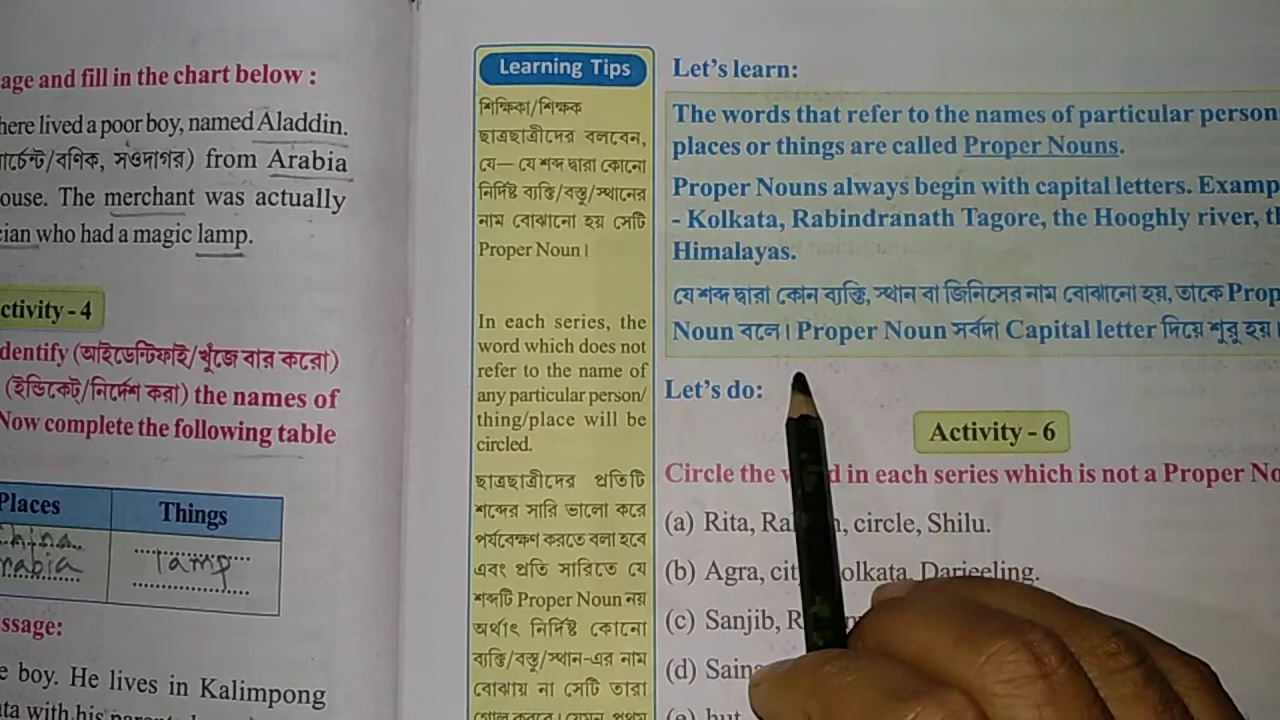 age and fill in the chart below :
here lived a poor boy, named Aladdin.
র্চেন্ট/বণিক, সওদাগর) from Arabia
ouse. The merchant was actually
cian who had a magic lamp.
ctivity - 4
dentify (আইডেন্টিফাই/খুঁজে বার করো)
(ইন্ডিকেট্/নির্দেশ করা) the names of
Now complete the following table
Places Things
china
rabia lamp
ssage:
e boy. He lives in Kalimpong
Learning Tips
শিক্ষিকা/শিক্ষক
ছাত্রছাত্রীদের বলবেন,
যে— যে শব্দ দ্বারা কোনো
নির্দিষ্ট ব্যক্তি/বস্তু/স্থানের
নাম বোঝানো হয় সেটি
Proper Noun।
In each series, the
word which does not
refer to the name of
any particular person/
thing/place will be
circled.
ছাত্রছাত্রীদের প্রতিটি
শব্দের সারি ভালো করে
পর্যবেক্ষণ করতে বলা হবে
এবং প্রতি সারিতে যে
শব্দটি Proper Noun নয়
অর্থাৎ নির্দিষ্ট কোনো
ব্যক্তি/বস্তু/স্থান-এর নাম
বোঝায় না সেটি তারা
Let's learn:
The words that refer to the names of particular person
places or things are called Proper Nouns.
Proper Nouns always begin with capital letters. Examp
- Kolkata, Rabindranath Tagore, the Hooghly river, th
Himalayas.
যে শব্দ দ্বারা কোন ব্যক্তি, স্থান বা জিনিসের নাম বোঝানো হয়, তাকে Prop
Noun বলে। Proper Noun সর্বদা Capital letter দিয়ে শুরু হয়।
Let's do:
Activity - 6
Circle the w d in each series which is not a Proper No
(a) Rita, Ra , circle, Shilu.
(b) Agra, cit olkata, Darjeeling.
(c) Sanjib, R
(d) Sain
(e) hut